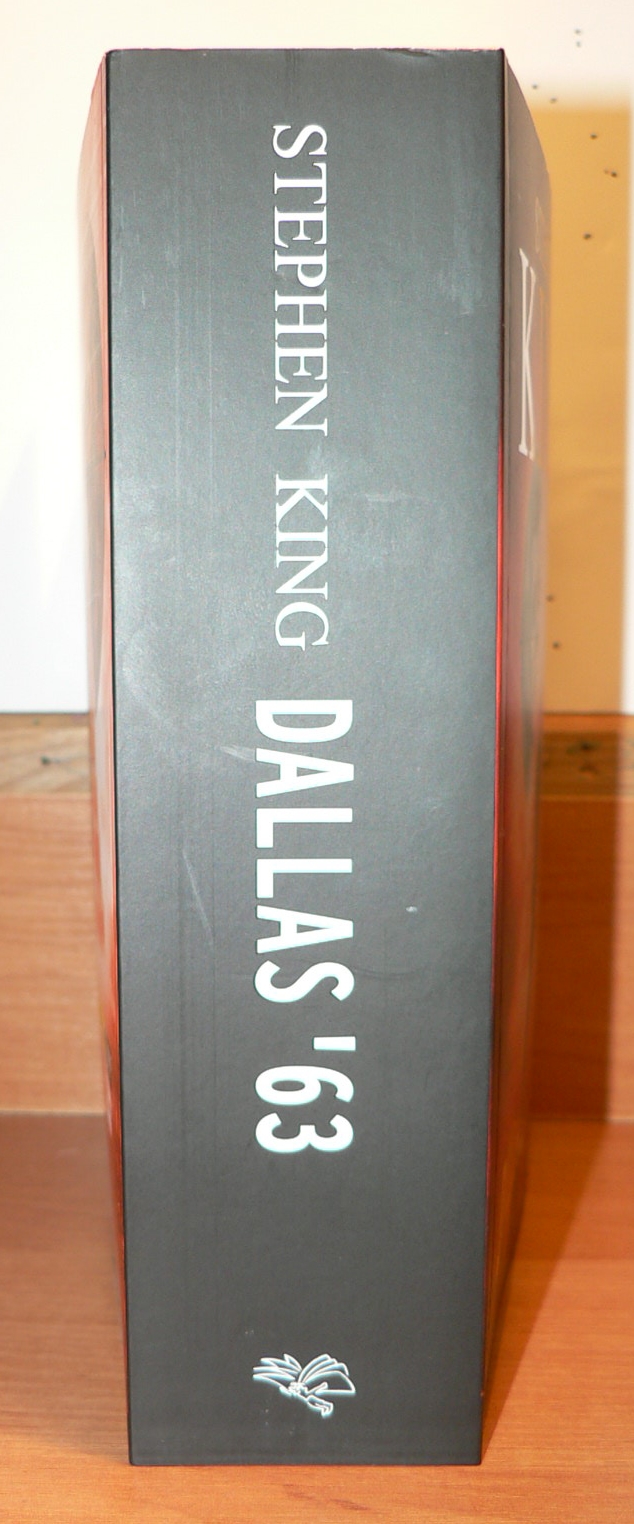 STEPHEN KING DALLAS '63
K